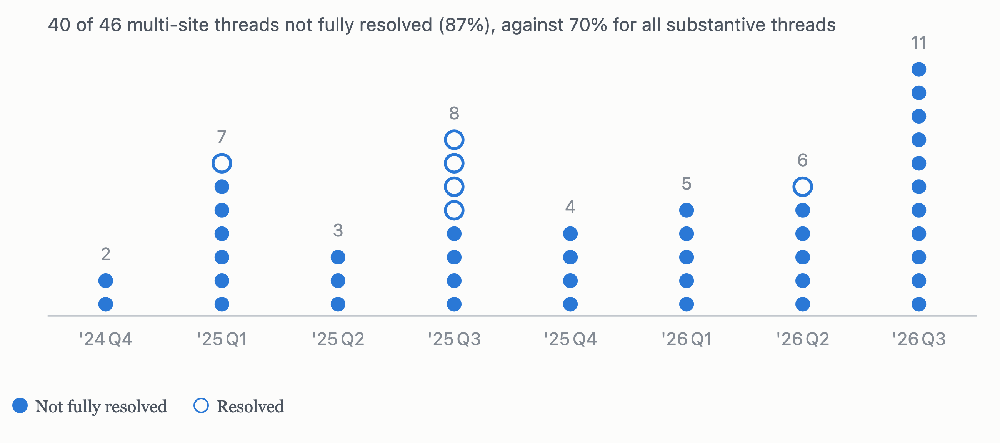 40 of 46 multi-site threads not fully resolved (87%), against 70% for all substantive threads
11
8
7
6
5
4
3
2
'24 Q4 '25 Q1 '25 Q2 '25 Q3 '25 Q4 '26 Q1 '26 Q2 '26 Q3
Not fully resolved Resolved